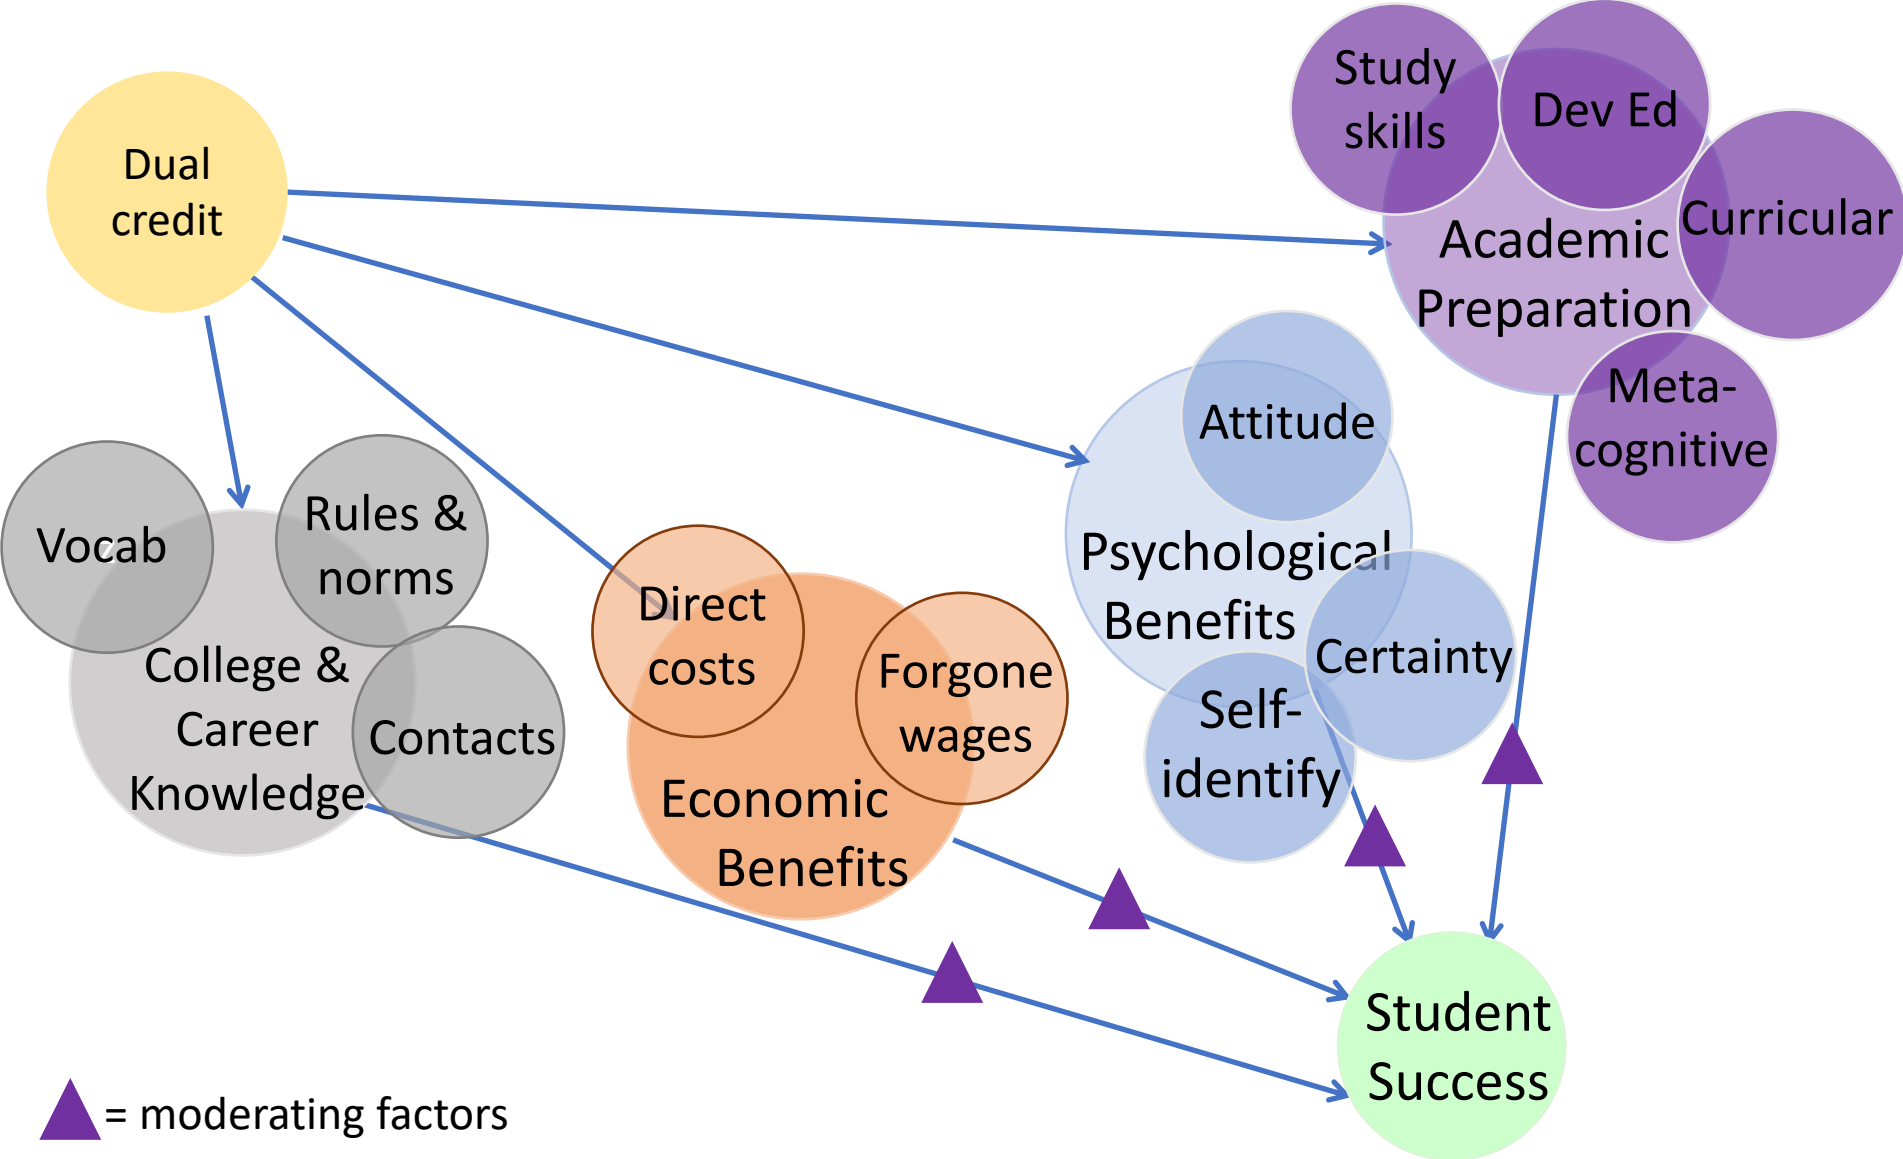 Dual
credit
Study
skills
Dev Ed
Curricular
Academic
Preparation
Meta-
cognitive
Attitude
Psychological
Benefits
Certainty
Self-
identify
Vocab
Rules &
norms
College &
Career
Knowledge
Contacts
Direct
costs
Forgone
wages
Economic
Benefits
Student
Success
= moderating factors